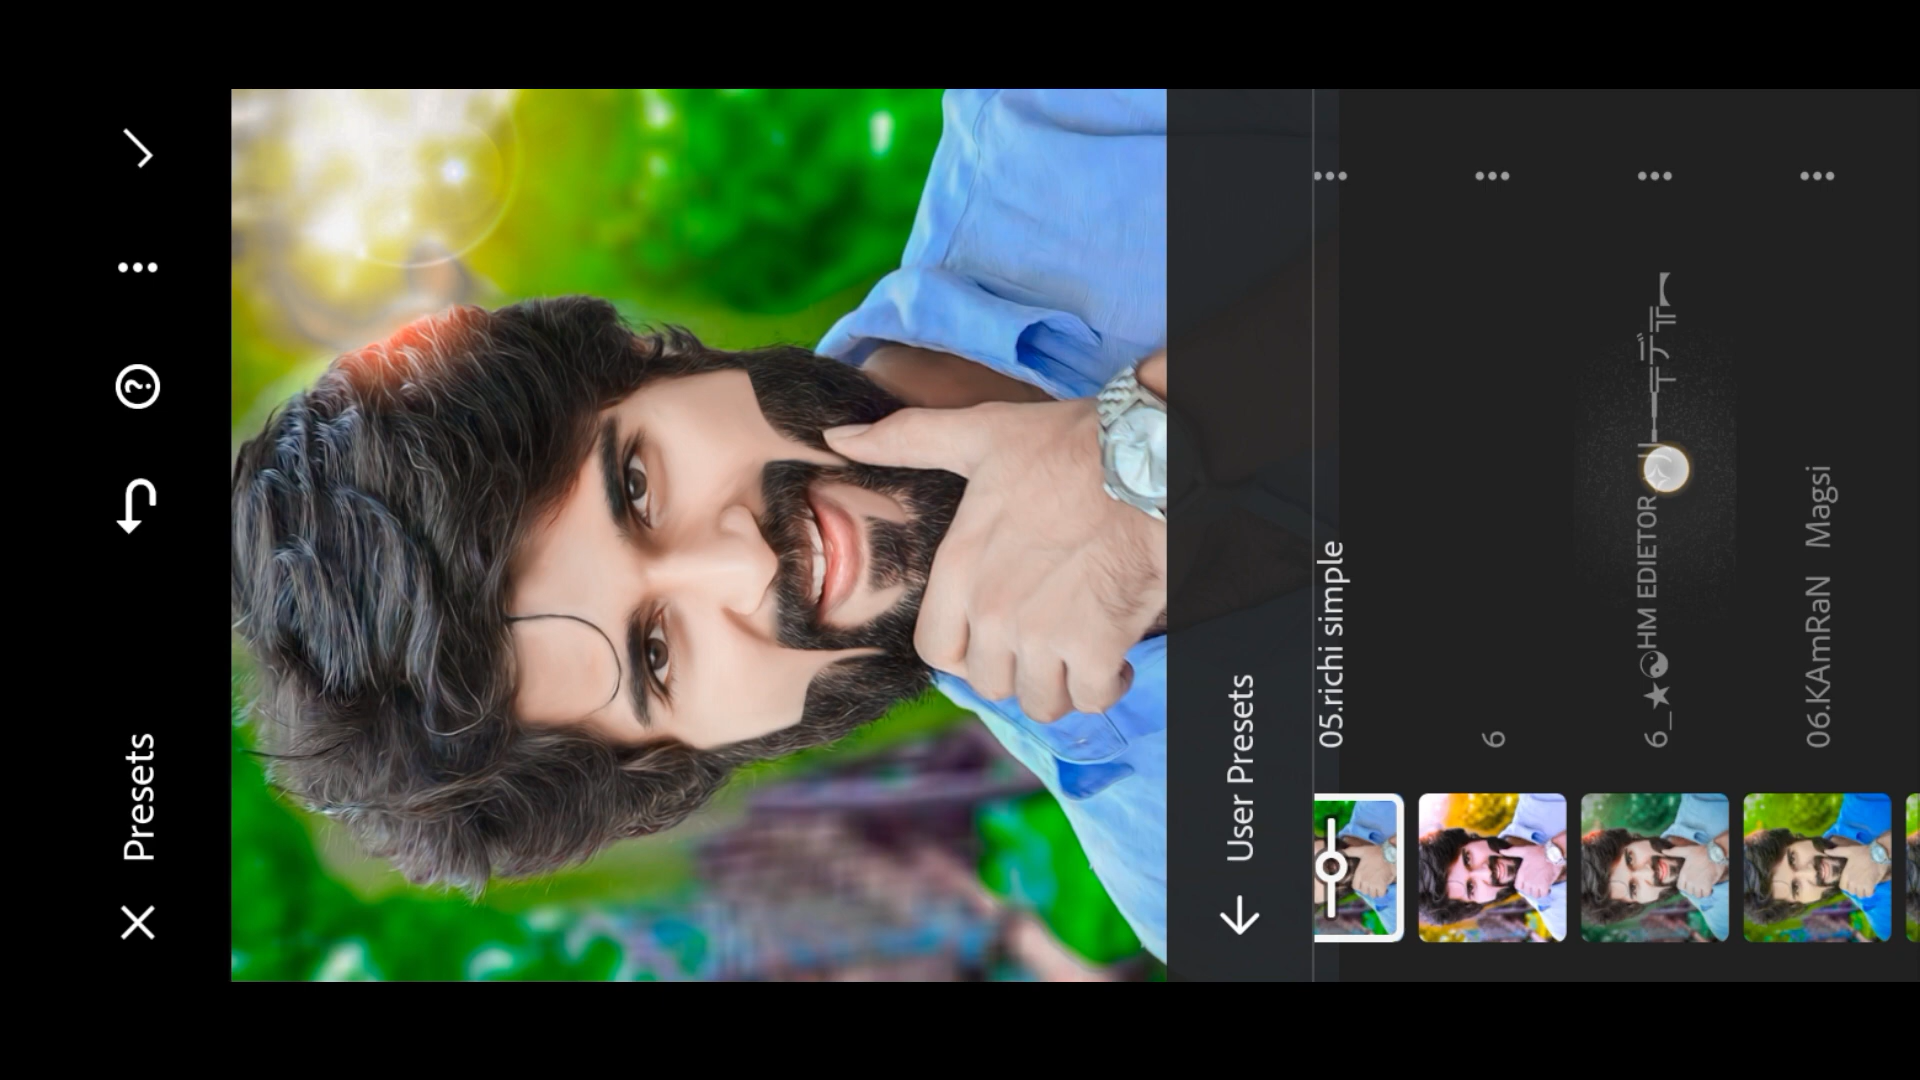 Presets
User Presets
05.richi simple
6
6_★☯HM EDIETOR
06.KAmRaN Magsi